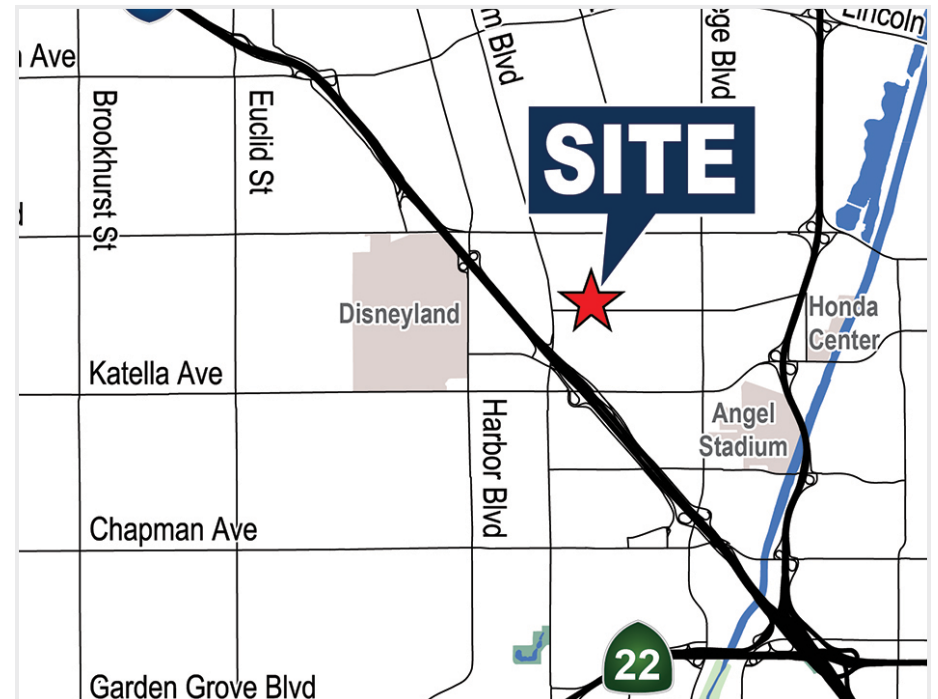 Lincoln
Ave
m Blvd
ege Blvd
Brookhurst St
Euclid St
SITE
Disneyland
Honda
Center
Katella Ave
Angel
Stadium
Harbor Blvd
Chapman Ave
22
Garden Grove Blvd